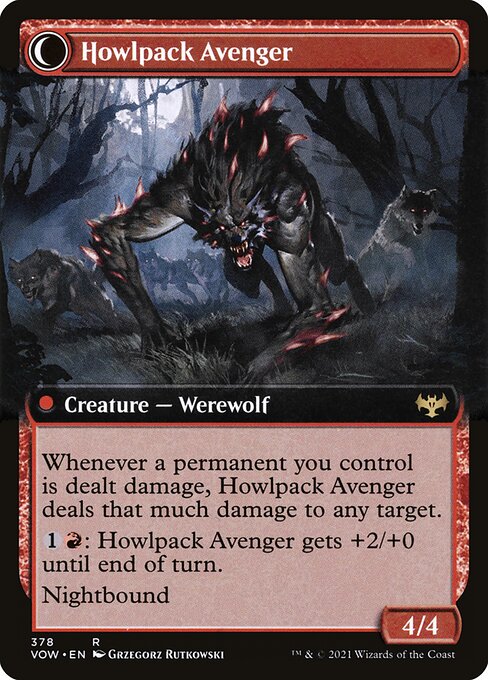 Howlpack Avenger
Creature — Werewolf
Whenever a permanent you control
is dealt damage, Howlpack Avenger
deals that much damage to any target.
1 R: Howlpack Avenger gets +2/+0
until end of turn.
Nightbound
4/4
378 R
VOW • EN Grzegorz Rutkowski
™ & © 2021 Wizards of the Coast